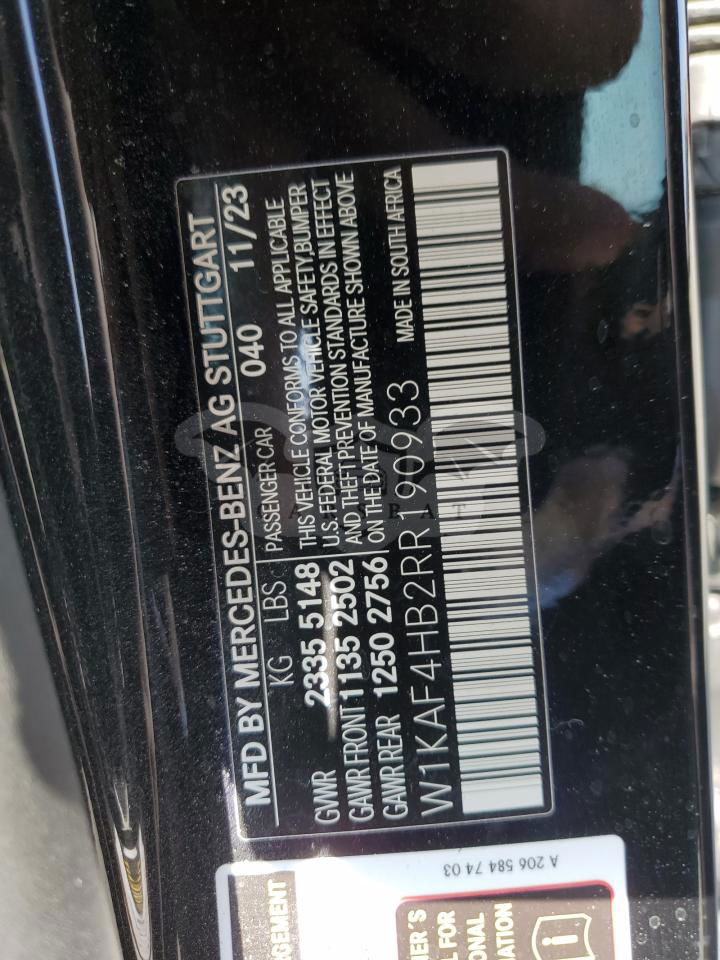 MFD BY MERCEDES-BENZ AG STUTTGART
KG LBS PASSENGER CAR 040 11/23
GVWR 2335 5148 THIS VEHICLE CONFORMS TO ALL APPLICABLE
GAWR FRONT 1135 2502 U.S. FEDERAL MOTOR VEHICLE SAFETY,BUMPER
GAWR REAR 1250 2756 AND THEFT PREVENTION STANDARDS IN EFFECT
ON THE DATE OF MANUFACTURE SHOWN ABOVE
W1KAF4HB2RR190933 MADE IN SOUTH AFRICA
A 206 584 74 03